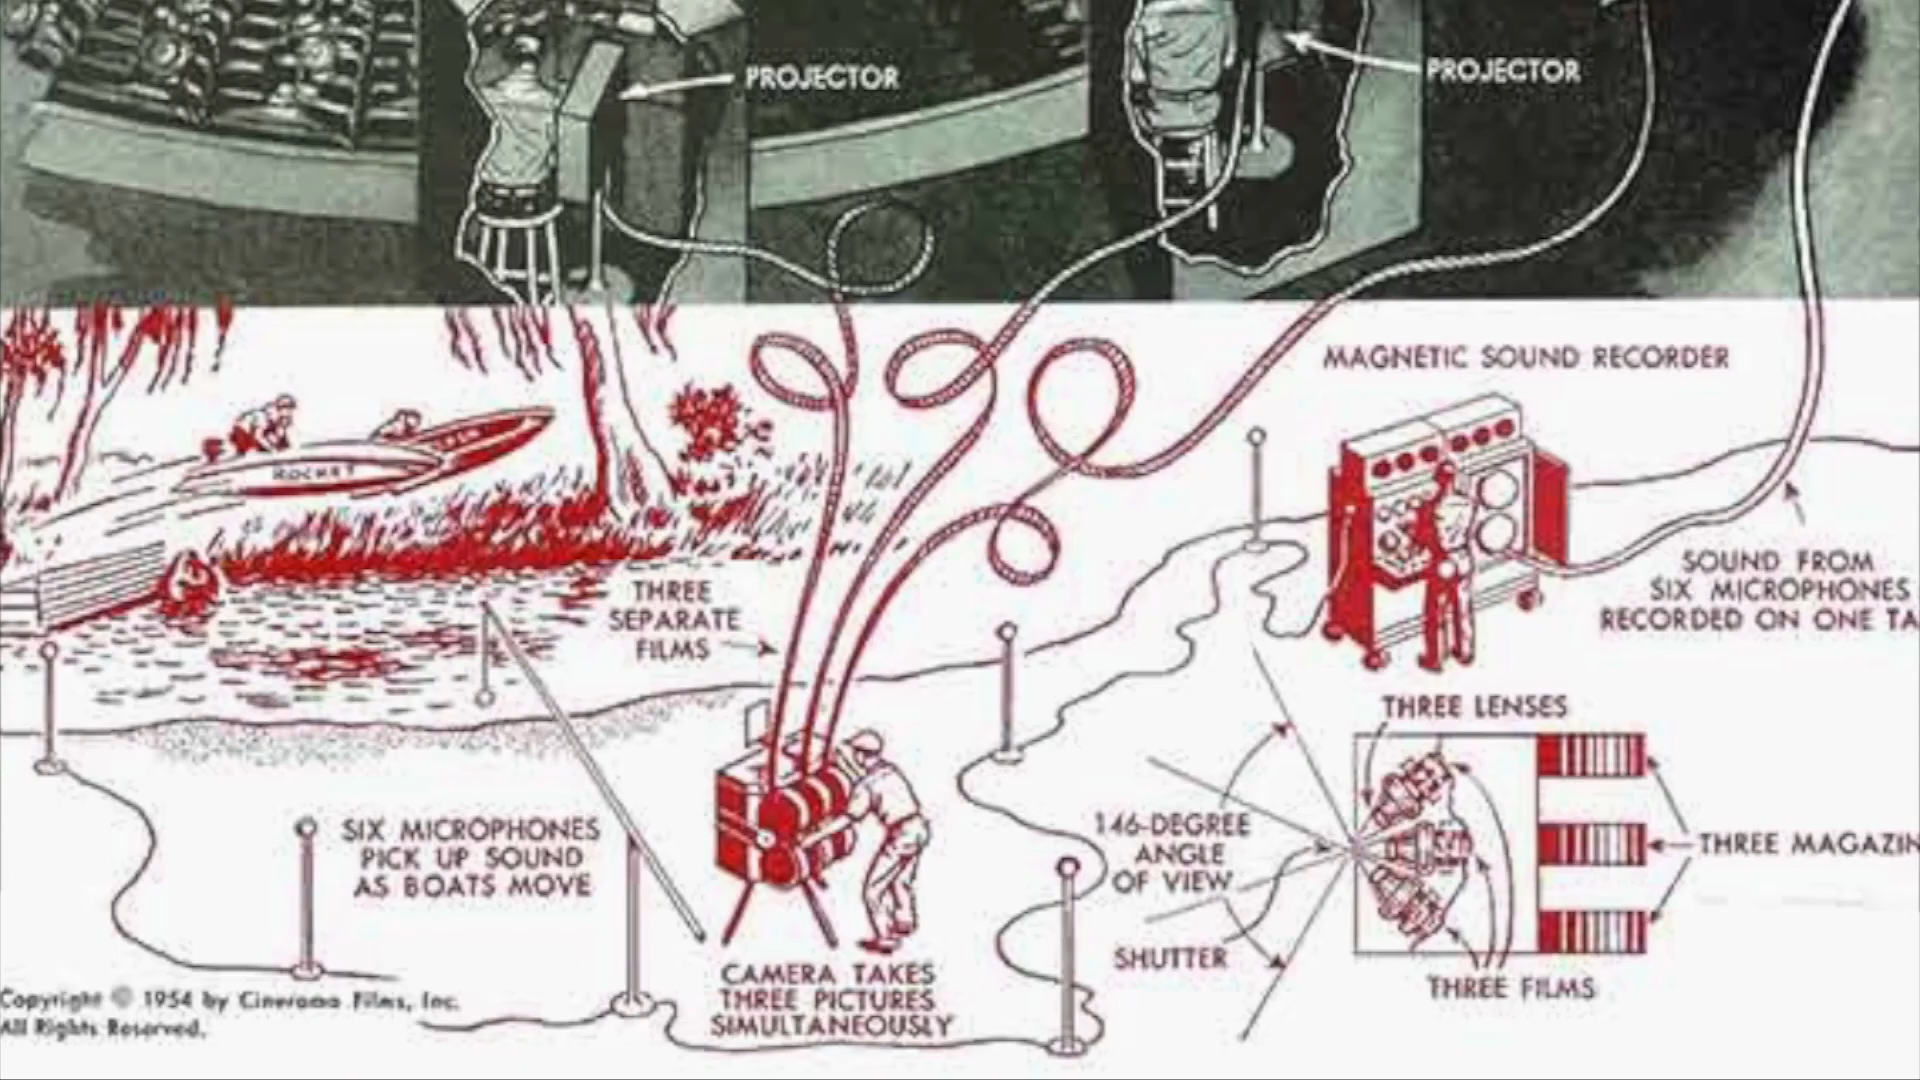 PROJECTOR
PROJECTOR
MAGNETIC SOUND RECORDER
ROCKET
SOUND FROM
SIX MICROPHONES
RECORDED ON ONE TA
THREE
SEPARATE
FILMS
THREE LENSES
146-DEGREE
ANGLE
OF VIEW
THREE MAGAZIN
SIX MICROPHONES
PICK UP SOUND
AS BOATS MOVE
SHUTTER
THREE FILMS
CAMERA TAKES
THREE PICTURES
SIMULTANEOUSLY
Copyright © 1954 by Cinerama Films, Inc.
All Rights Reserved.